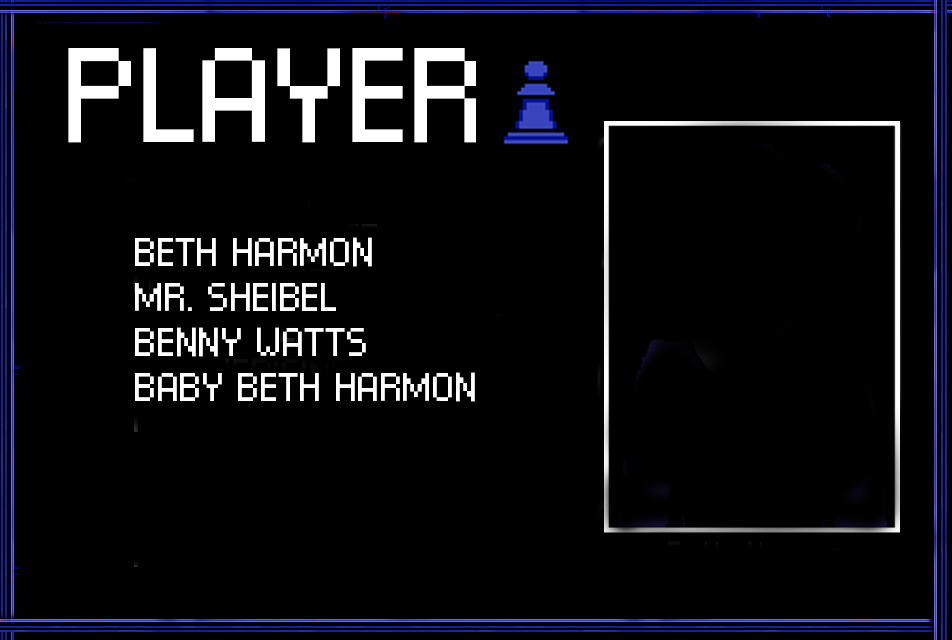 PLAYER
BETH HARMON
MR. SHEIBEL
BENNY WATTS
BABY BETH HARMON